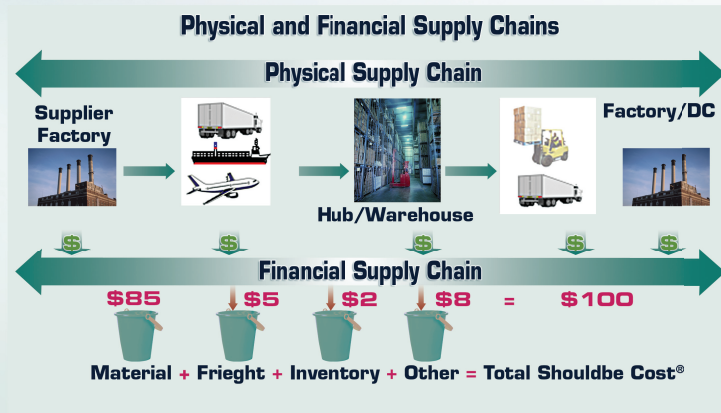 Physical and Financial Supply Chains
Physical Supply Chain
Supplier
Factory
Factory/DC
Hub/Warehouse
$ $ $ $ $
Financial Supply Chain
$85 $5 $2 $8 = $100
Material + Frieght + Inventory + Other = Total Shouldbe Cost®